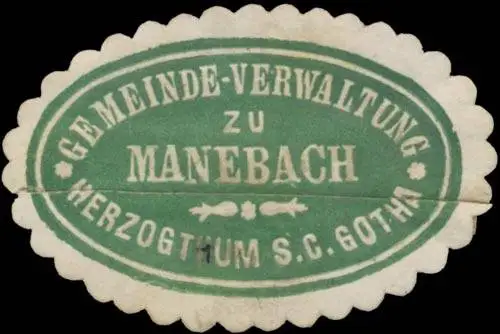 GEMEINDE-VERWALTUNG
ZU
MANEBACH
HERZOGTHUM S.C. GOTHA